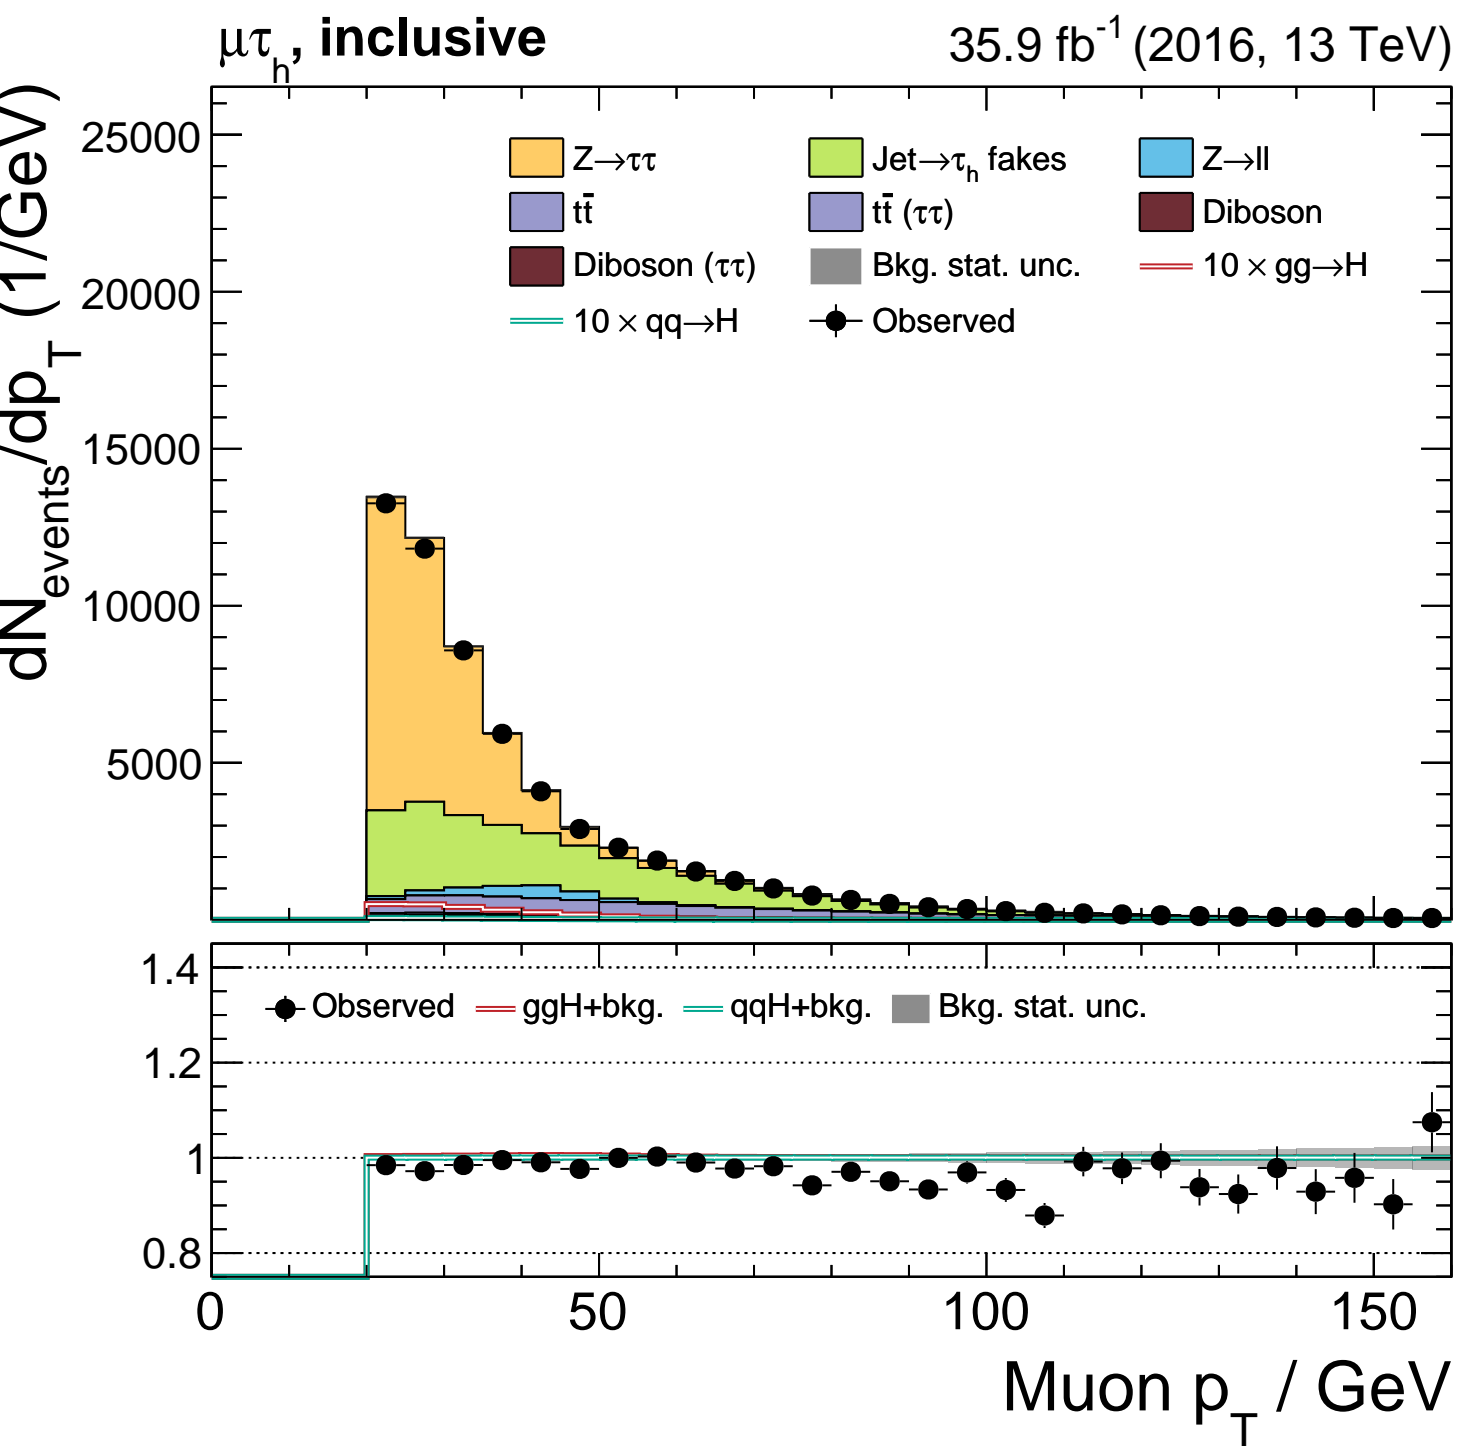 μτh, inclusive 35.9 fb-1 (2016, 13 TeV)
dNevents/dpT (1/GeV)
25000
20000
15000
10000
5000
Z→ττ Jet→τh fakes Z→ll
tt̄ tt̄ (ττ) Diboson
Diboson (ττ) Bkg. stat. unc. 10 × gg→H
10 × qq→H Observed
1.4
1.2
1
0.8
Observed ggH+bkg. qqH+bkg. Bkg. stat. unc.
0 50 100 150
Muon pT / GeV